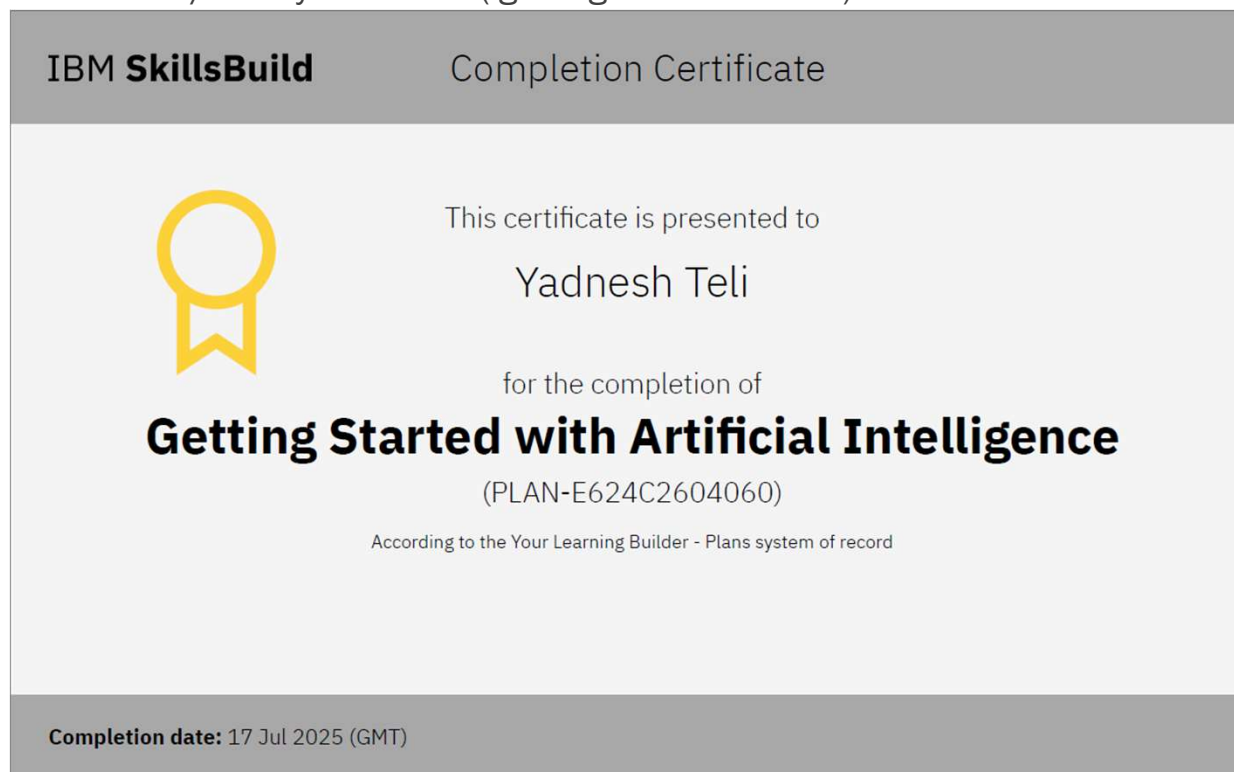 IBM SkillsBuild
Completion Certificate
This certificate is presented to
Yadnesh Teli
for the completion of
Getting Started with Artificial Intelligence
(PLAN-E624C2604060)
According to the Your Learning Builder - Plans system of record
Completion date: 17 Jul 2025 (GMT)